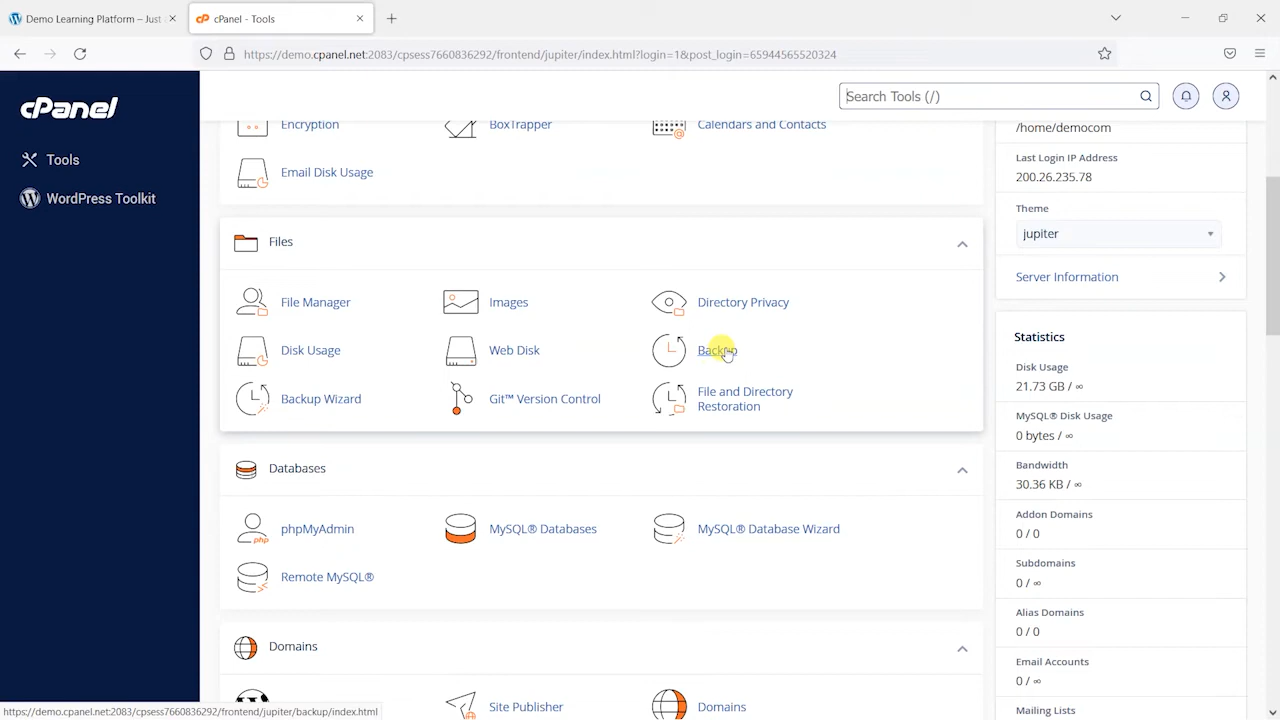 Demo Learning Platform – Just
cPanel - Tools
https://demo.cpanel.net:2083/cpsess7660836292/frontend/jupiter/index.html?login=1&post_login=65944565520324
cPanel
Tools
WordPress Toolkit
Search Tools (/)
Encryption
BoxTrapper
Calendars and Contacts
Email Disk Usage
Files
File Manager
Images
Directory Privacy
Disk Usage
Web Disk
Backup
Backup Wizard
Git™ Version Control
File and Directory
Restoration
Databases
phpMyAdmin
MySQL® Databases
MySQL® Database Wizard
Remote MySQL®
Domains
Site Publisher
Domains
/home/democom
Last Login IP Address
200.26.235.78
Theme
jupiter
Server Information
Statistics
Disk Usage
21.73 GB / ∞
MySQL® Disk Usage
0 bytes / ∞
Bandwidth
30.36 KB / ∞
Addon Domains
0 / 0
Subdomains
0 / ∞
Alias Domains
0 / 0
Email Accounts
0 / ∞
Mailing Lists
https://demo.cpanel.net:2083/cpsess7660836292/frontend/jupiter/backup/index.html